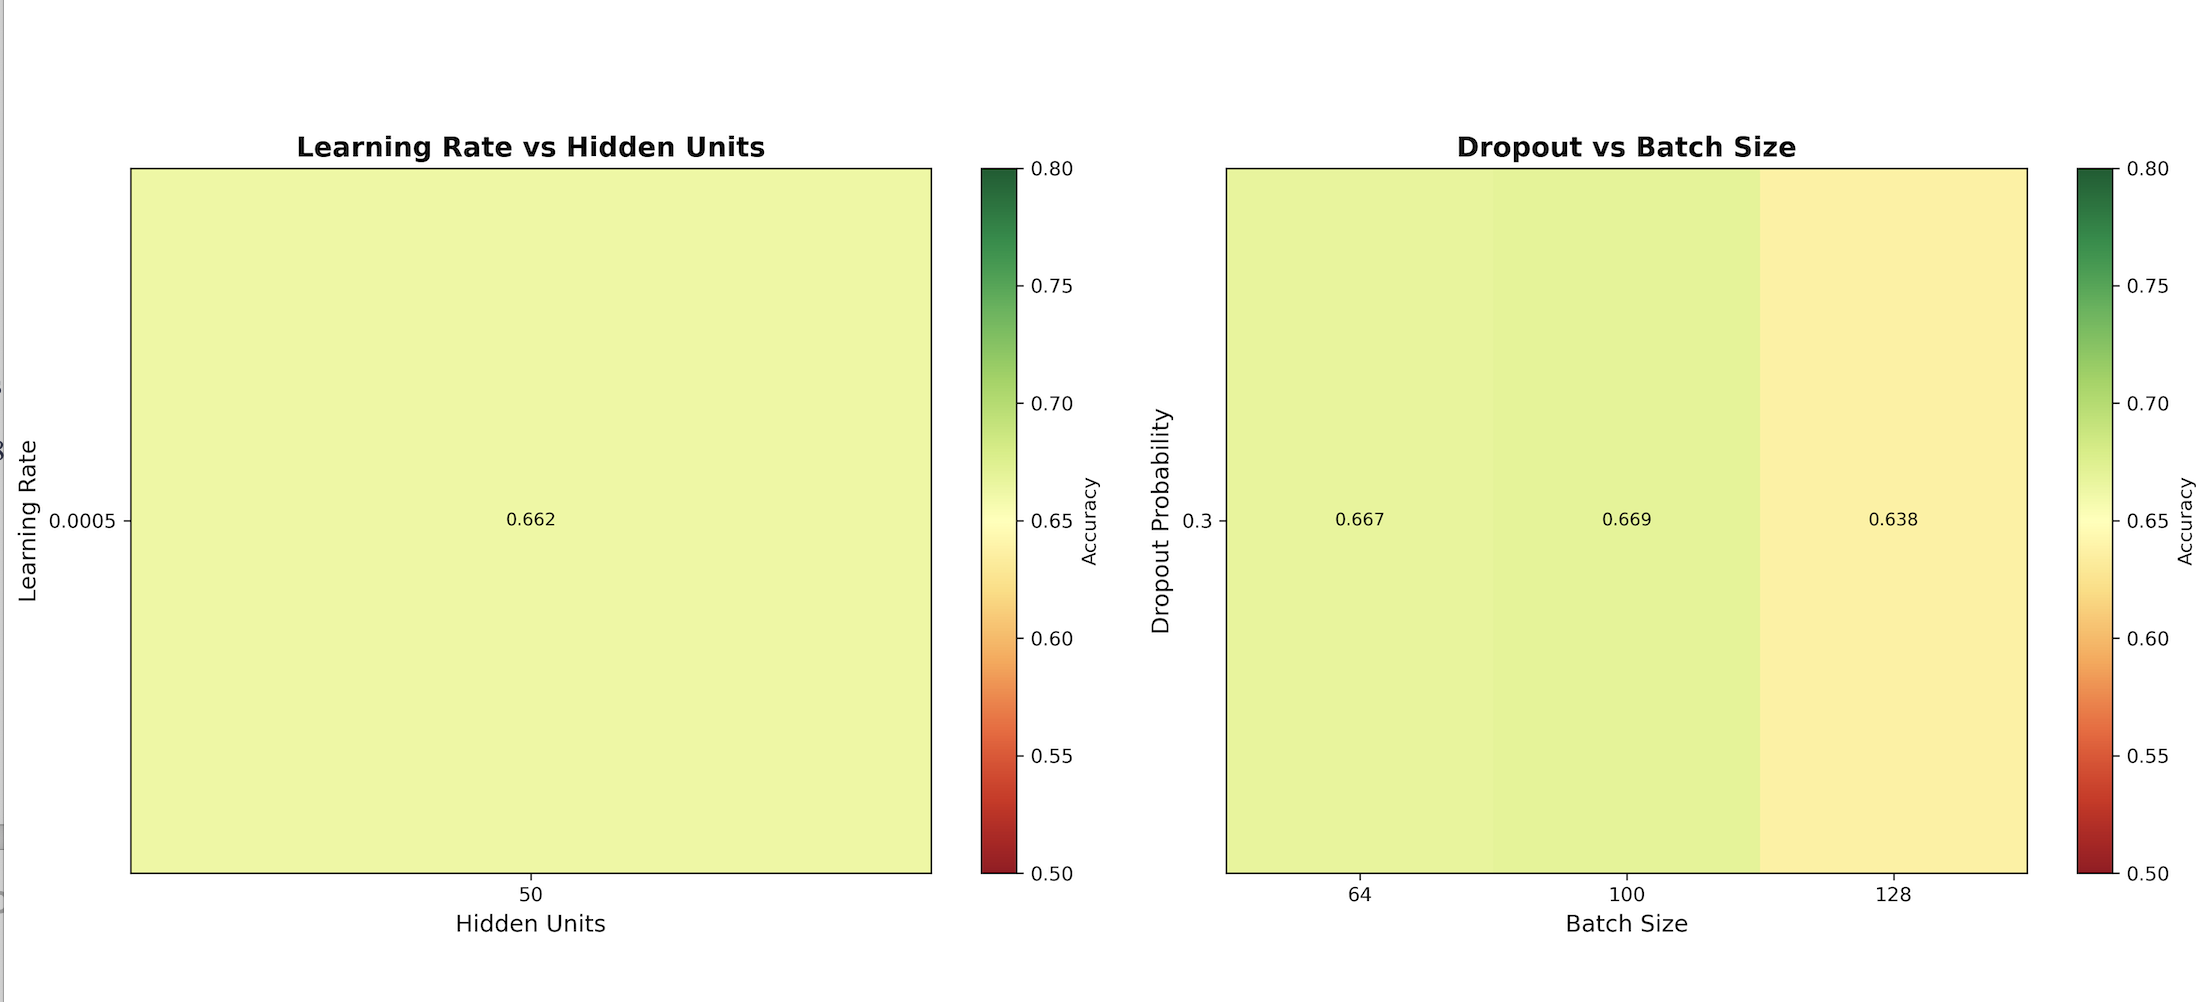 Learning Rate vs Hidden Units
0.80
0.75
0.70
0.65
0.60
0.55
0.50
Accuracy
Learning Rate
0.0005
0.662
50
Hidden Units
Dropout vs Batch Size
0.80
0.75
0.70
0.65
0.60
0.55
0.50
Accuracy
Dropout Probability
0.3
0.667 0.669 0.638
64 100 128
Batch Size